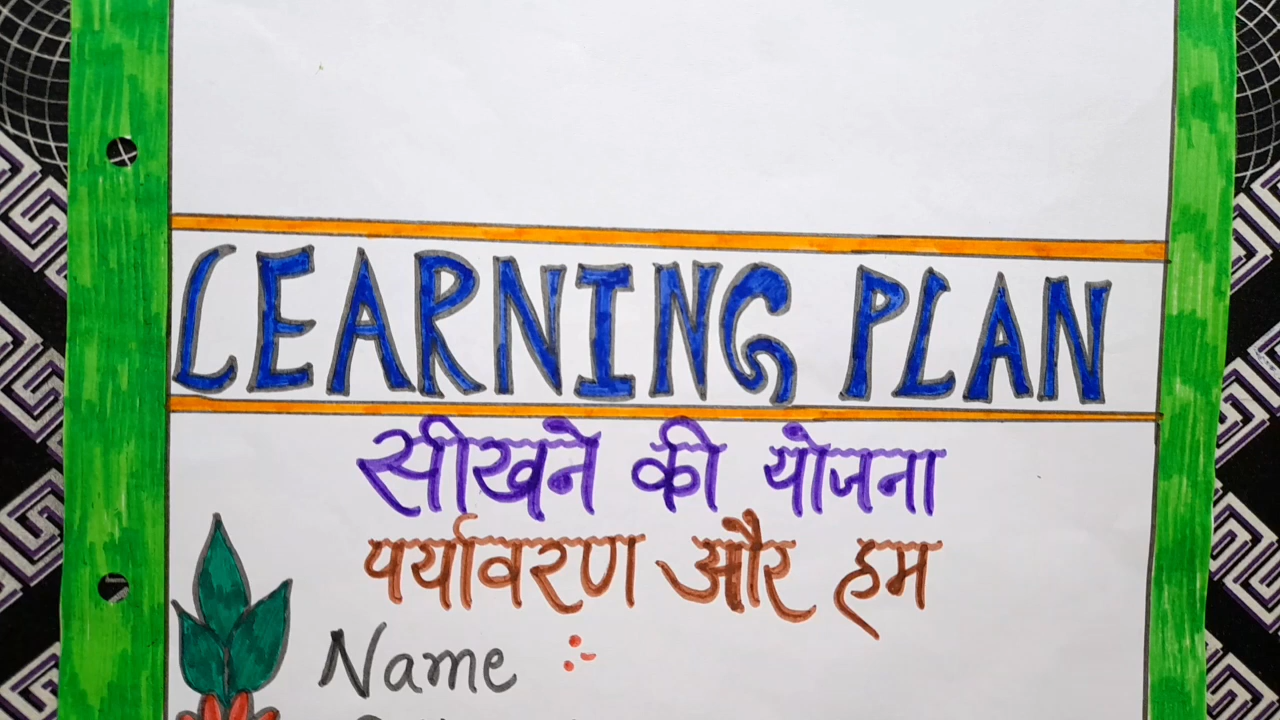 LEARNING PLAN
सीखने की योजना
पर्यावरण और हम
Name :-